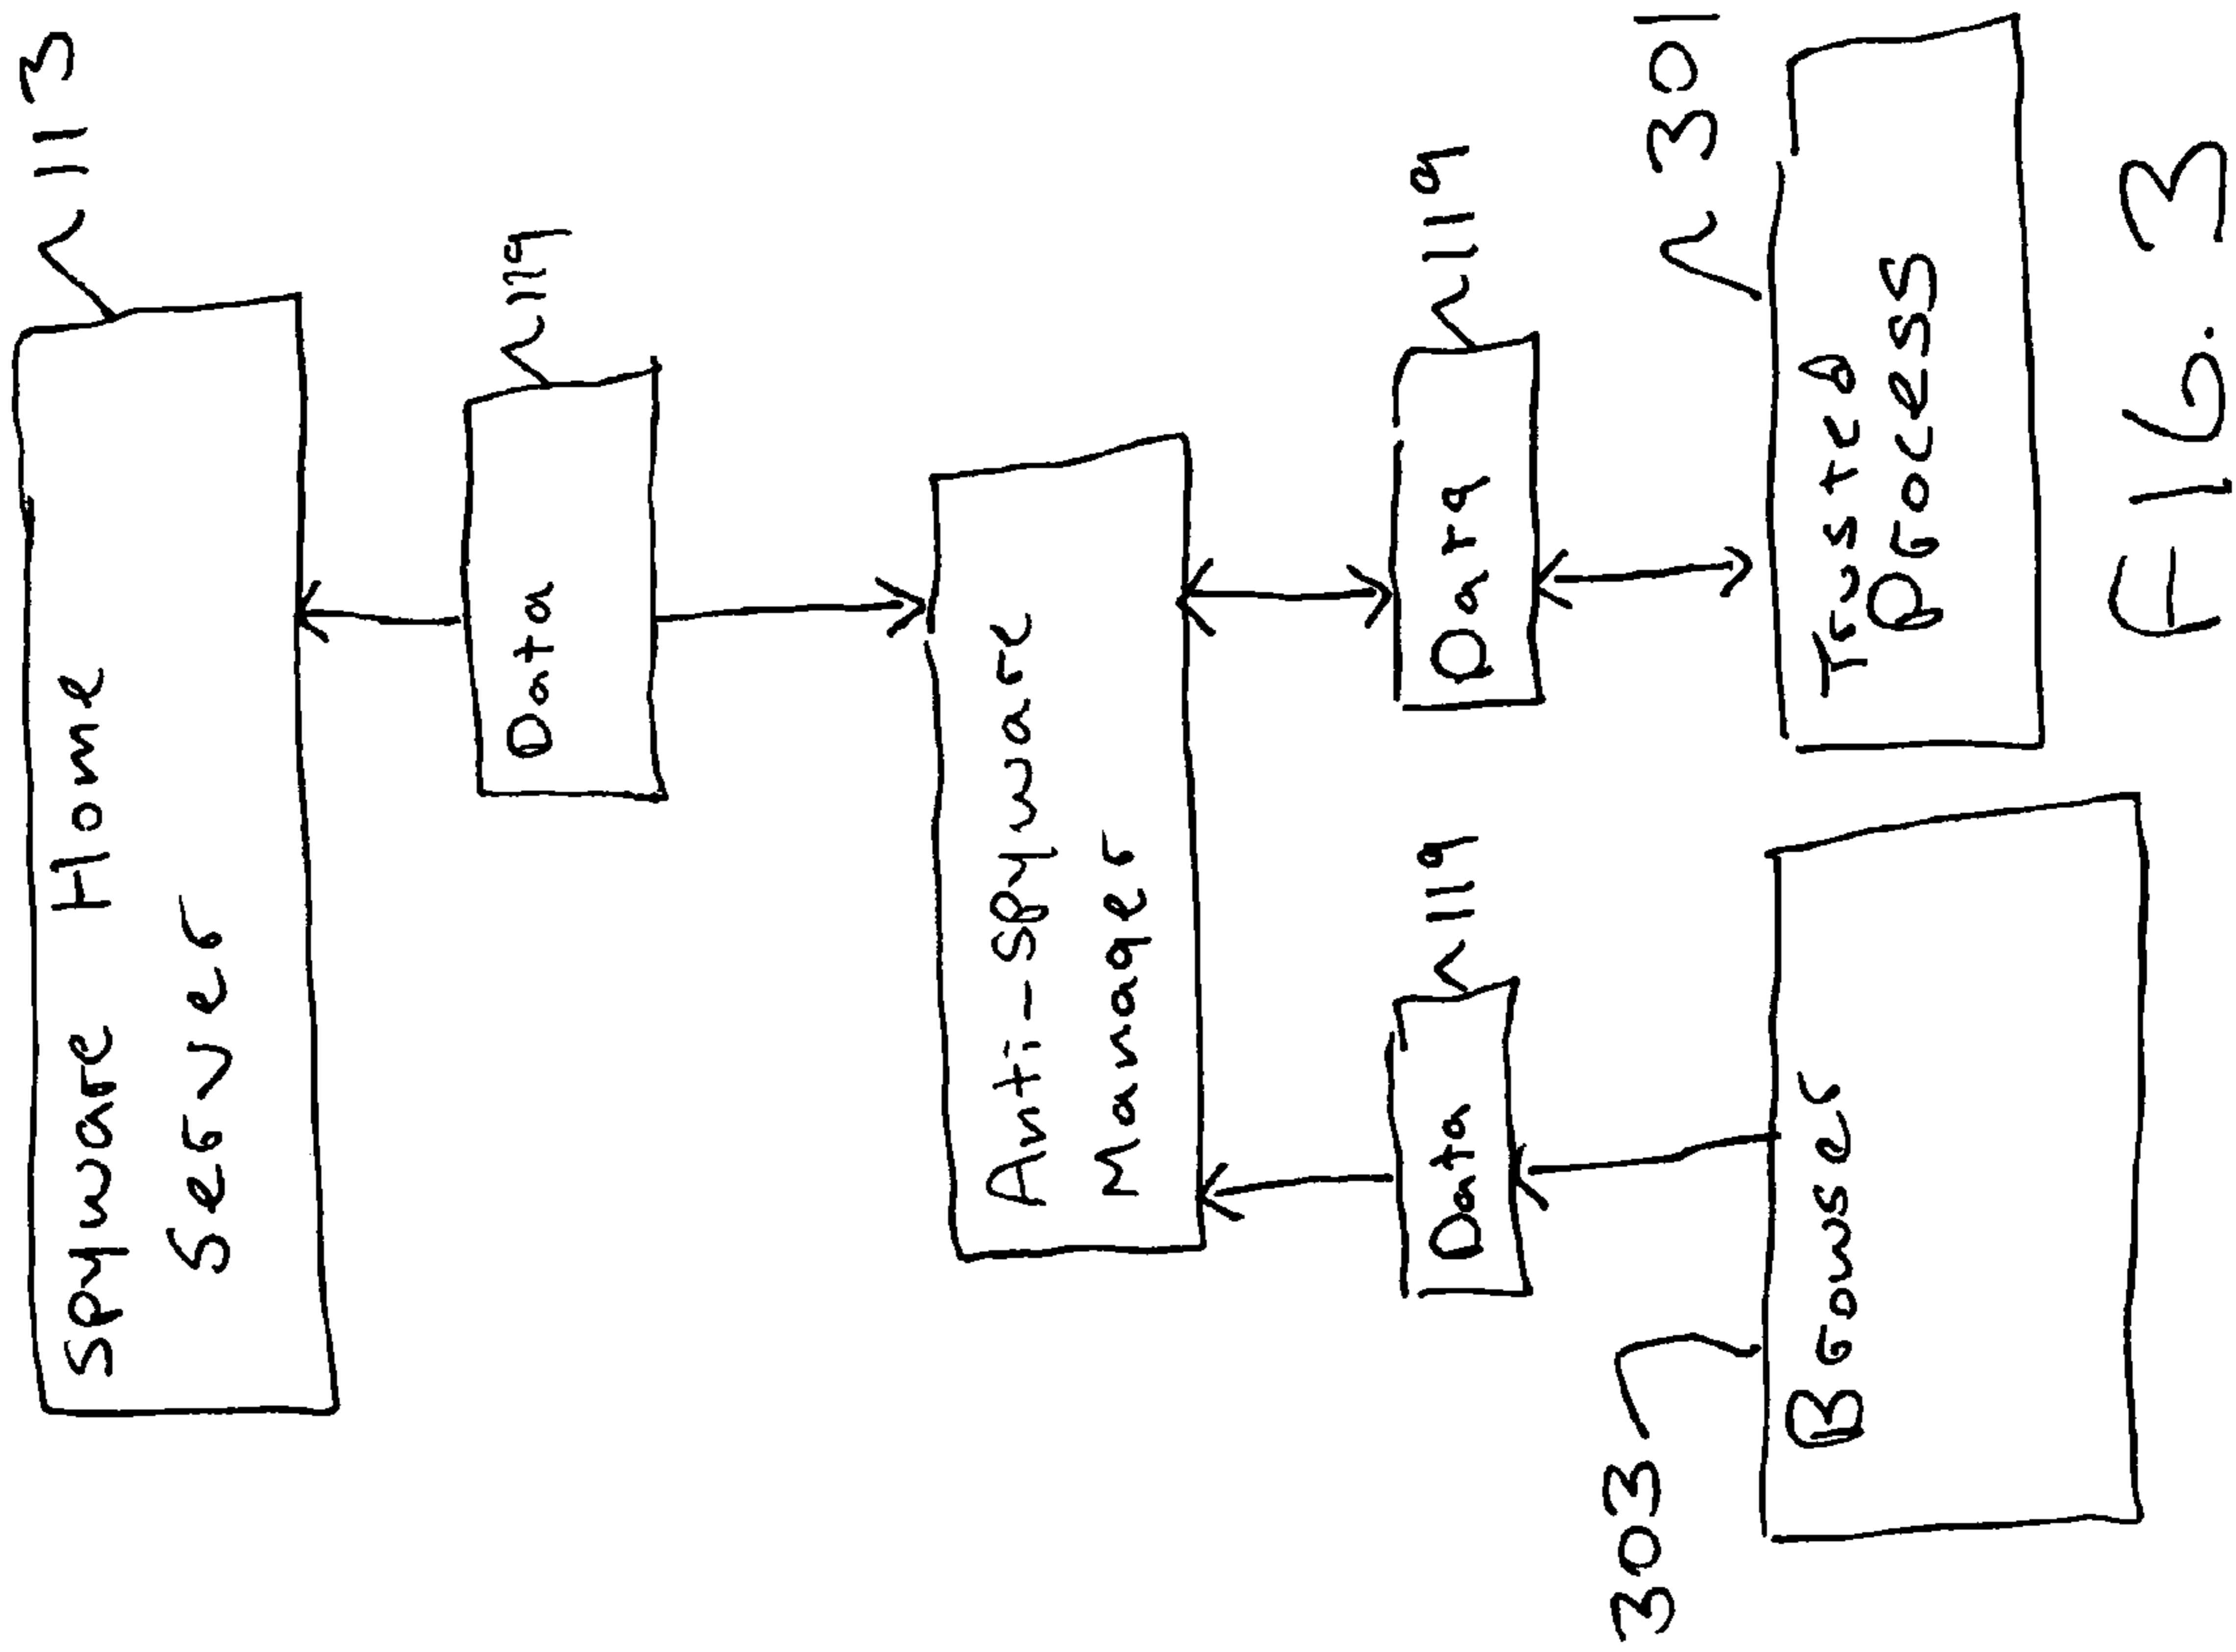 Spyware Home
Server
113
Data
119
Anti-Spyware
Manager
Data
119
Data
119
303
Browser
301
Tested
Process
FIG. 3